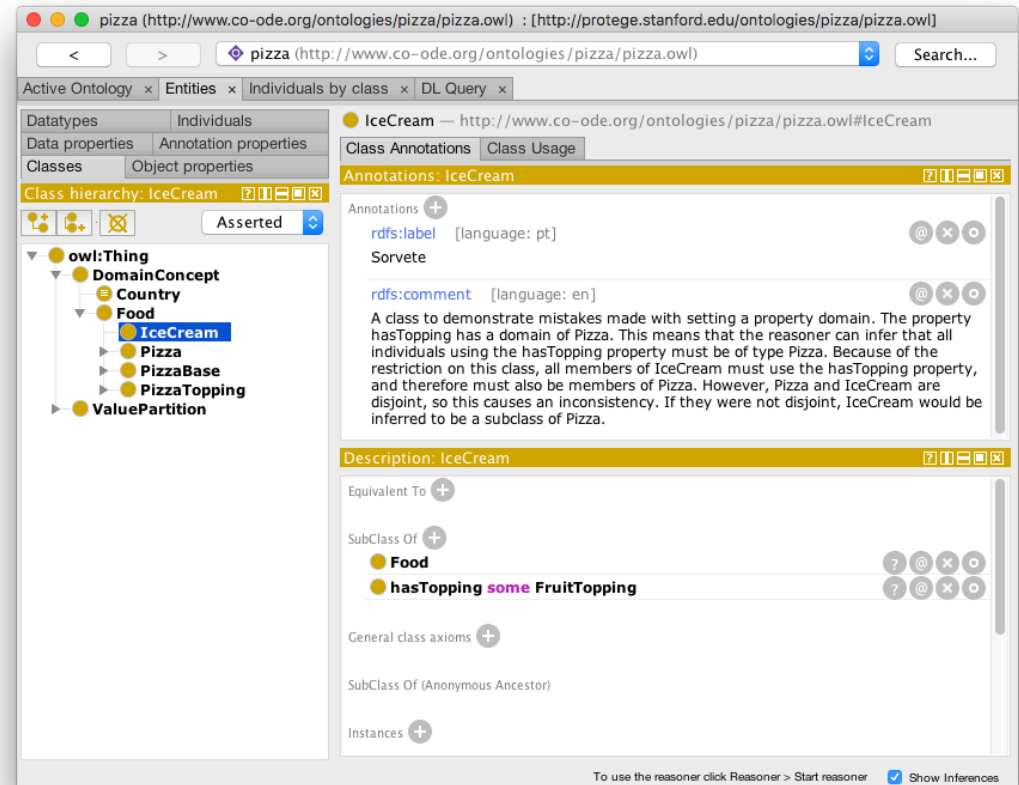 pizza (http://www.co-ode.org/ontologies/pizza/pizza.owl) : [http://protege.stanford.edu/ontologies/pizza/pizza.owl]
< > pizza (http://www.co-ode.org/ontologies/pizza/pizza.owl) Search...
Active Ontology × Entities × Individuals by class × DL Query ×
Datatypes Individuals
Data properties Annotation properties
Classes Object properties
Class hierarchy: IceCream
Asserted
owl:Thing
DomainConcept
Country
Food
IceCream
Pizza
PizzaBase
PizzaTopping
ValuePartition
IceCream — http://www.co-ode.org/ontologies/pizza/pizza.owl#IceCream
Class Annotations Class Usage
Annotations: IceCream
Annotations
rdfs:label [language: pt]
Sorvete
rdfs:comment [language: en]
A class to demonstrate mistakes made with setting a property domain. The property
hasTopping has a domain of Pizza. This means that the reasoner can infer that all
individuals using the hasTopping property must be of type Pizza. Because of the
restriction on this class, all members of IceCream must use the hasTopping property,
and therefore must also be members of Pizza. However, Pizza and IceCream are
disjoint, so this causes an inconsistency. If they were not disjoint, IceCream would be
inferred to be a subclass of Pizza.
Description: IceCream
Equivalent To
SubClass Of
Food
hasTopping some FruitTopping
General class axioms
SubClass Of (Anonymous Ancestor)
Instances
To use the reasoner click Reasoner > Start reasoner Show Inferences